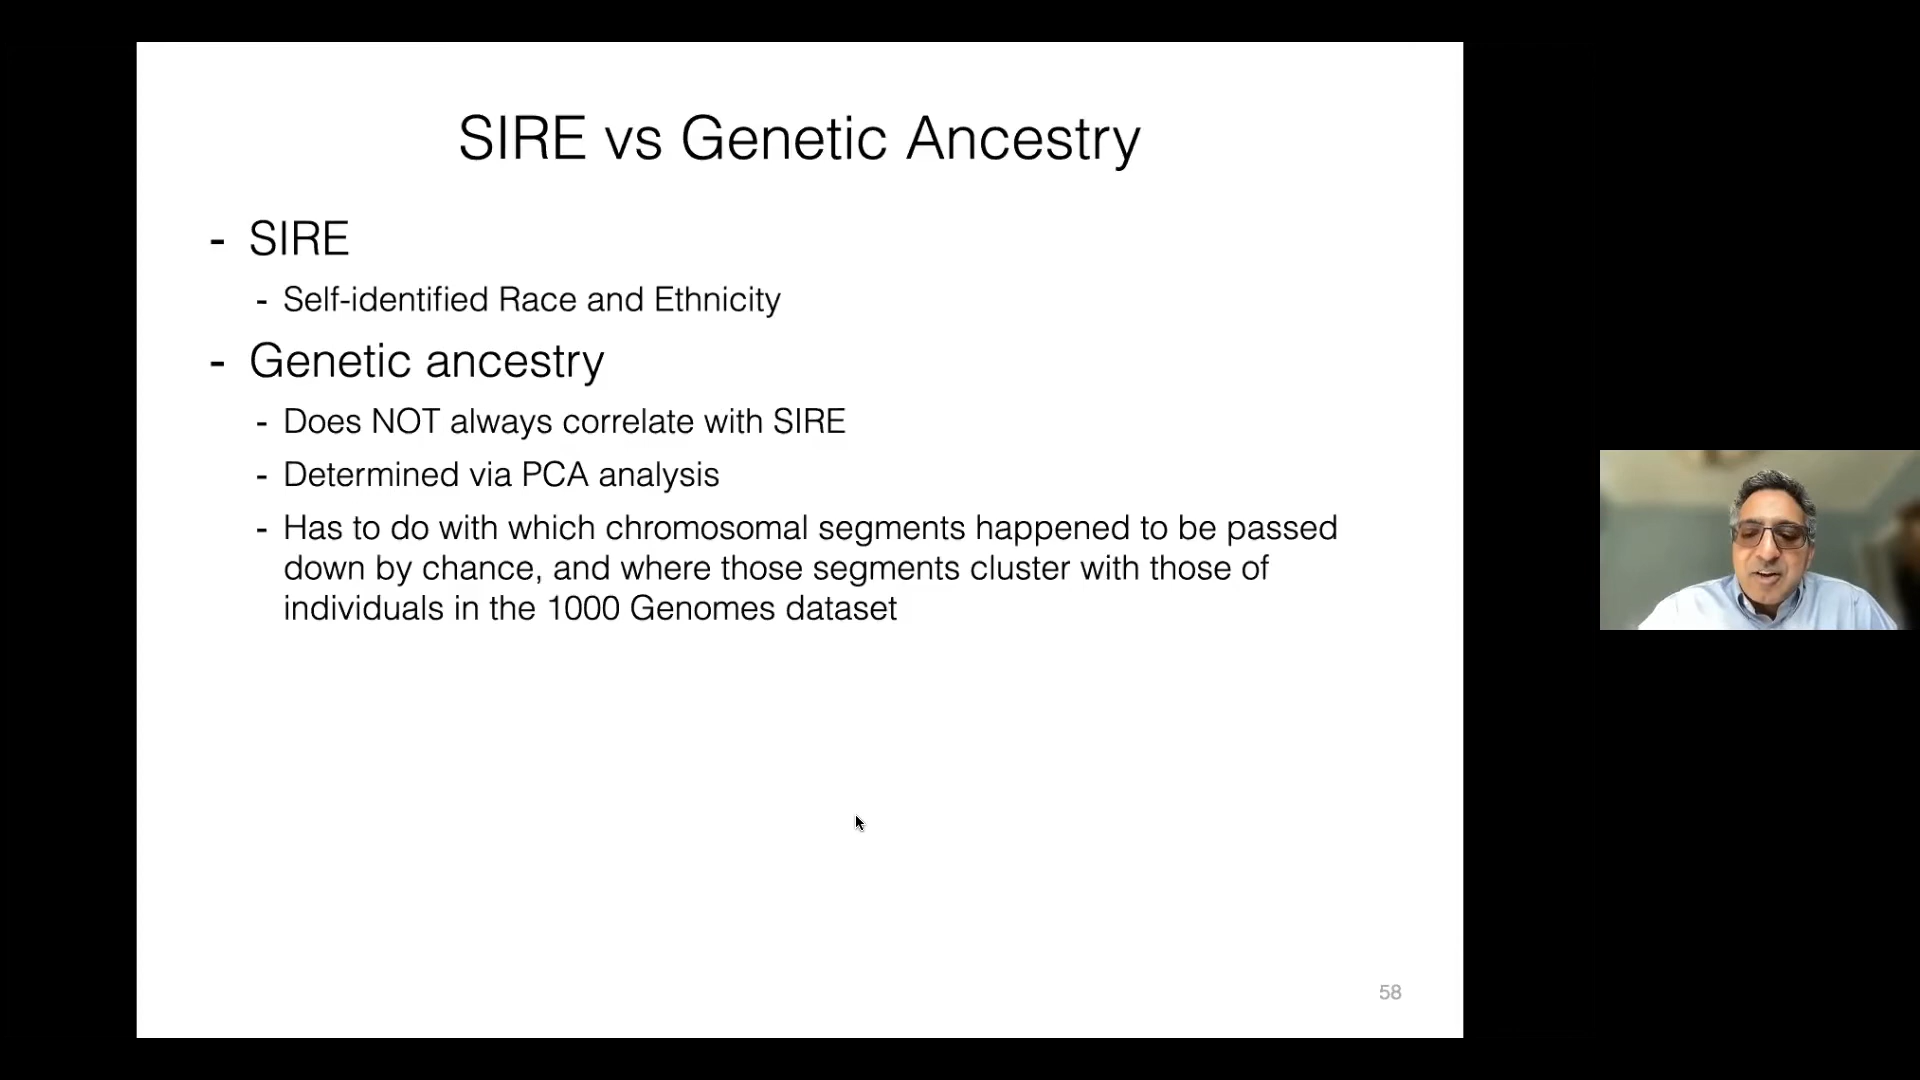 SIRE vs Genetic Ancestry
- SIRE
- Self-identified Race and Ethnicity
- Genetic ancestry
- Does NOT always correlate with SIRE
- Determined via PCA analysis
- Has to do with which chromosomal segments happened to be passed
down by chance, and where those segments cluster with those of
individuals in the 1000 Genomes dataset
58